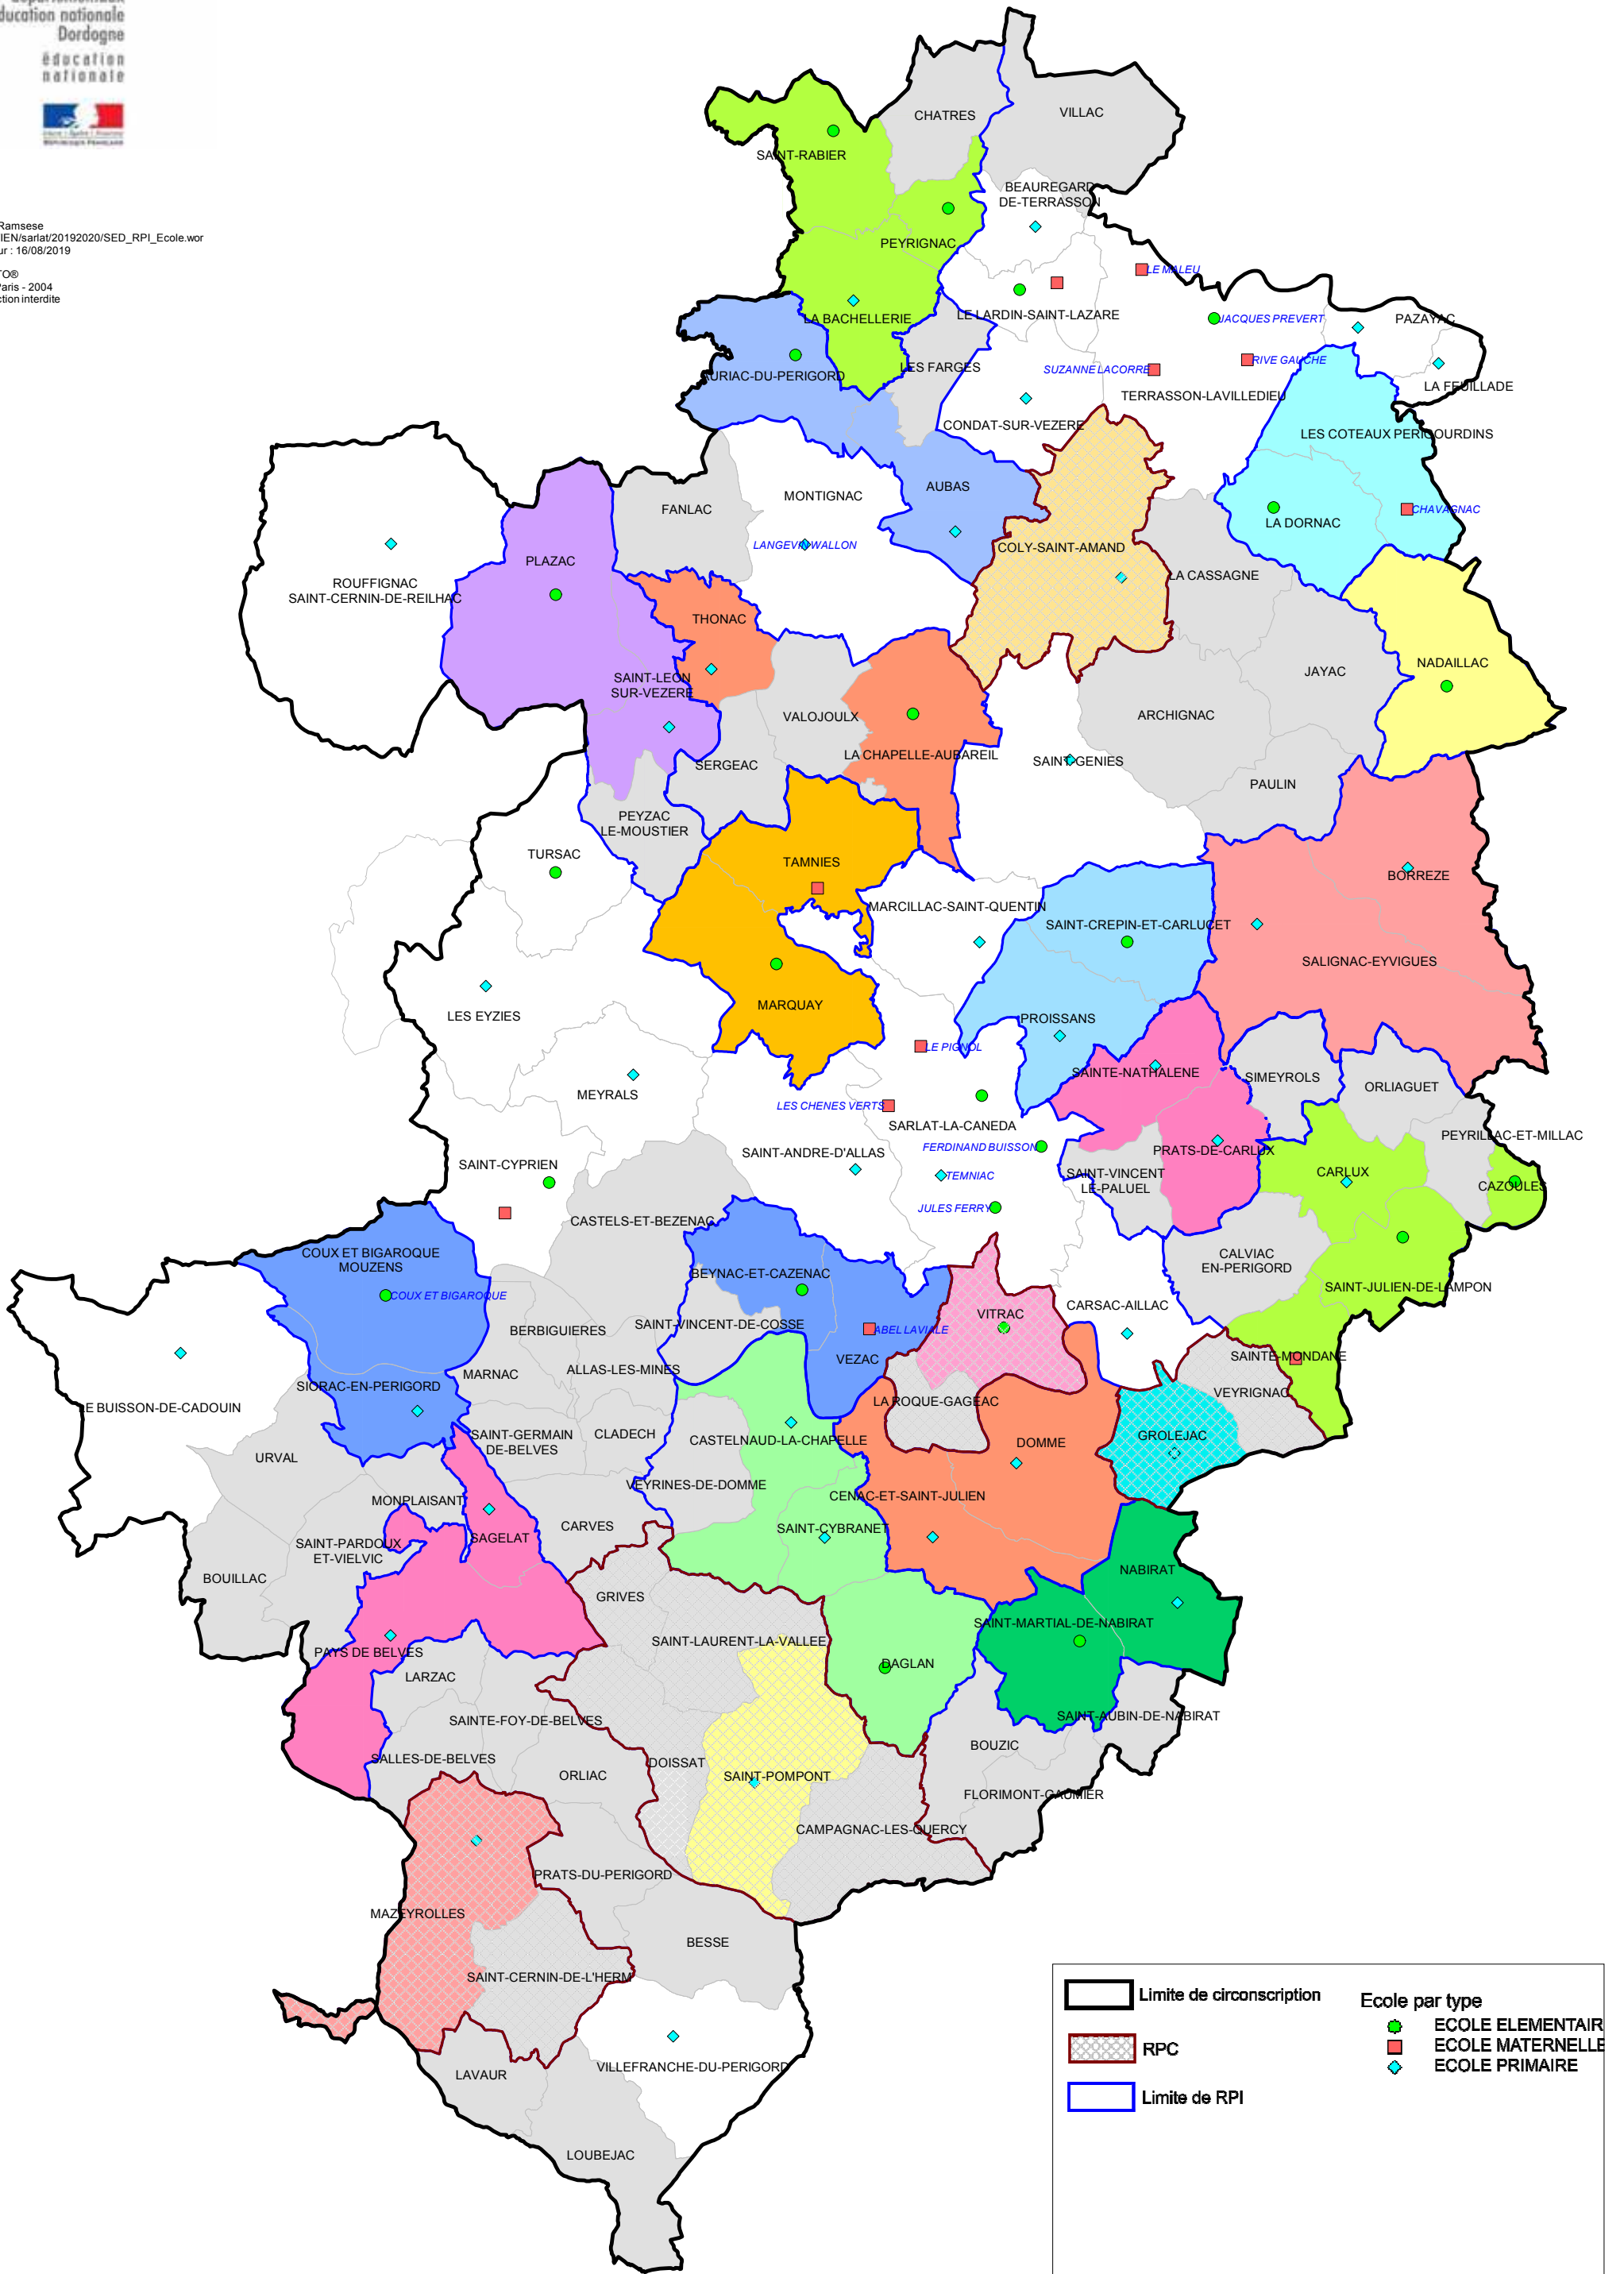 départementaux
éducation nationale
Dordogne
éducation
nationale
RÉPUBLIQUE FRANÇAISE
Ramsese
IEN/sarlat/20192020/SED_RPI_Ecole.wor
ur : 16/08/2019
TO®
Paris - 2004
ction interdite
CHATRES
VILLAC
SAINT-RABIER
BEAUREGARD
DE-TERRASSON
PEYRIGNAC
LE MALEU
LA BACHELLERIE
LE LARDIN-SAINT-LAZARE
JACQUES PREVERT
PAZAYAC
AURIAC-DU-PERIGORD
LES FARGES
SUZANNE LACORRE
RIVE GAUCHE
LA FEUILLADE
TERRASSON-LAVILLEDIEU
CONDAT-SUR-VEZERE
LES COTEAUX PERIGOURDINS
FANLAC
MONTIGNAC
AUBAS
LA DORNAC
CHAVAGNAC
LANGEVIN WALLON
COLY-SAINT-AMAND
PLAZAC
LA CASSAGNE
ROUFFIGNAC
SAINT-CERNIN-DE-REILHAC
THONAC
JAYAC
NADAILLAC
SAINT-LEON
SUR-VEZERE
VALOJOULX
ARCHIGNAC
LA CHAPELLE-AUBAREIL
SERGEAC
SAINT-GENIES
PAULIN
PEYZAC
LE-MOUSTIER
TURSAC
TAMNIES
BORREZE
MARCILLAC-SAINT-QUENTIN
SAINT-CREPIN-ET-CARLUCET
SALIGNAC-EYVIGUES
MARQUAY
LES EYZIES
PROISSANS
LE PIGNOL
SAINTE-NATHALENE
SIMEYROLS
ORLIAGUET
MEYRALS
LES CHENES VERTS
SARLAT-LA-CANEDA
PEYRILLAC-ET-MILLAC
FERDINAND BUISSON
PRATS-DE-CARLUX
SAINT-ANDRE-D'ALLAS
SAINT-CYPRIEN
TEMNIAC
SAINT-VINCENT
LE-PALUEL
CARLUX
CAZOULES
JULES FERRY
CASTELS-ET-BEZENAC
COUX ET BIGAROQUE
MOUZENS
CALVIAC
EN-PERIGORD
BEYNAC-ET-CAZENAC
SAINT-JULIEN-DE-LAMPON
COUX ET BIGAROQUE
VITRAC
CARSAC-AILLAC
SAINT-VINCENT-DE-COSSE
ABEL LAVIALE
BERBIGUIERES
VEZAC
SAINTE-MONDANE
ALLAS-LES-MINES
MARNAC
SIORAC-EN-PERIGORD
VEYRIGNAC
LA ROQUE-GAGEAC
LE BUISSON-DE-CADOUIN
SAINT-GERMAIN
DE-BELVES
CLADECH
CASTELNAUD-LA-CHAPELLE
DOMME
GROLEJAC
URVAL
VEYRINES-DE-DOMME
CENAC-ET-SAINT-JULIEN
MONPLAISANT
CARVES
SAINT-CYBRANET
SAGELAT
SAINT-PARDOUX
ET-VIELVIC
BOUILLAC
NABIRAT
GRIVES
SAINT-MARTIAL-DE-NABIRAT
SAINT-LAURENT-LA-VALLEE
PAYS DE BELVES
DAGLAN
LARZAC
SAINTE-FOY-DE-BELVES
SAINT-AUBIN-DE-NABIRAT
BOUZIC
SALLES-DE-BELVES
DOISSAT
ORLIAC
SAINT-POMPONT
FLORIMONT-GAUMIER
CAMPAGNAC-LES-QUERCY
PRATS-DU-PERIGORD
MAZEYROLLES
BESSE
SAINT-CERNIN-DE-L'HERM
VILLEFRANCHE-DU-PERIGORD
LAVAUR
LOUBEJAC
Limite de circonscription
RPC
Limite de RPI
Ecole par type
ECOLE ELEMENTAIR
ECOLE MATERNELLE
ECOLE PRIMAIRE